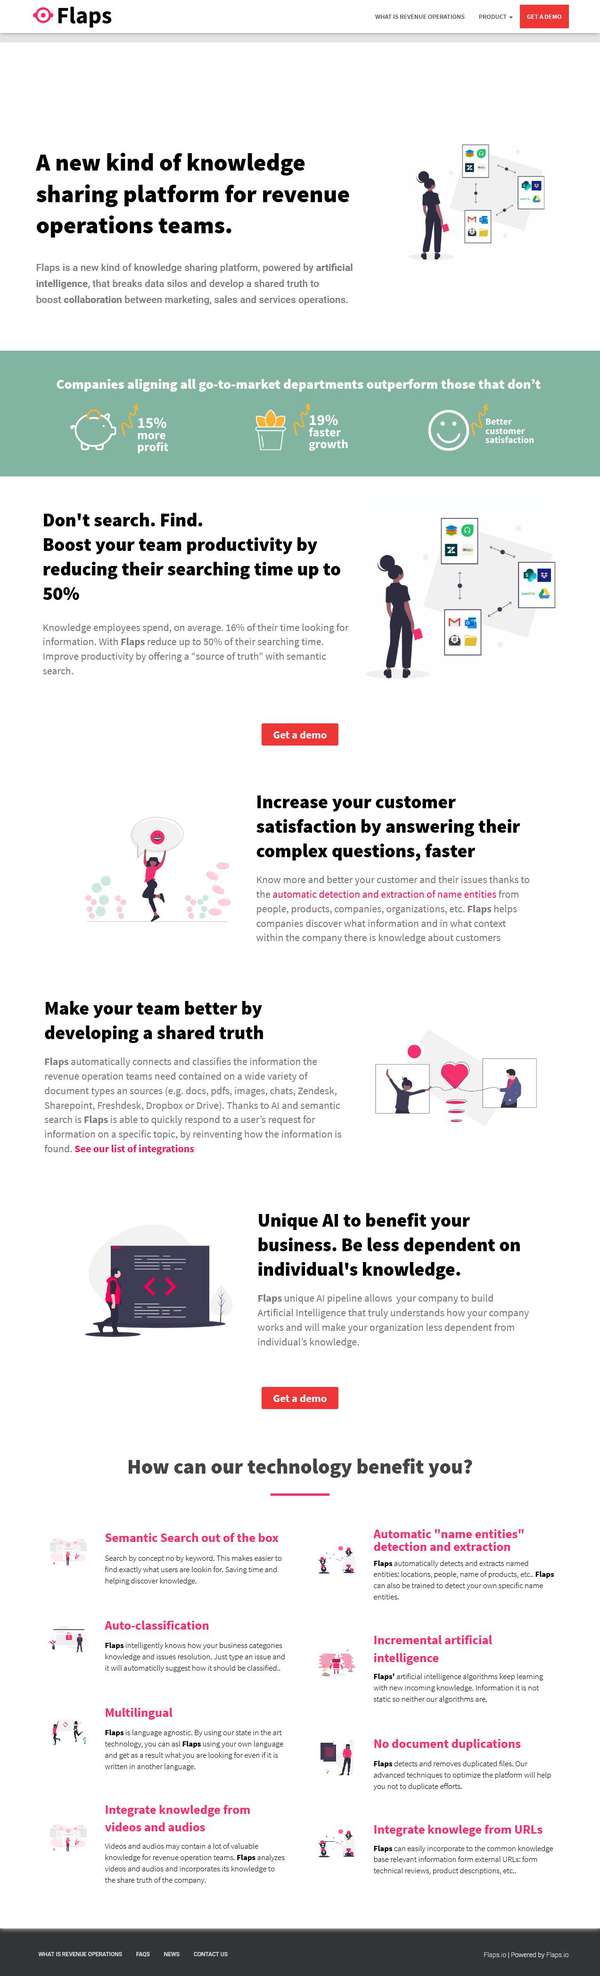 Flaps
WHAT IS REVENUE OPERATIONS
PRODUCT
GET A DEMO
A new kind of knowledge
sharing platform for revenue
operations teams.
Flaps is a new kind of knowledge sharing platform, powered by artificial
intelligence, that breaks data silos and develop a shared truth to
boost collaboration between marketing, sales and services operations.
Companies aligning all go-to-market departments outperform those that don't
15%
more
profit
19%
faster
growth
Better
customer
satisfaction
Don't search. Find.
Boost your team productivity by
reducing their searching time up to
50%
Knowledge employees spend, on average. 16% of their time looking for
information. With Flaps reduce up to 50% of their searching time.
Improve productivity by offering a "source of truth" with semantic
search.
Get a demo
Increase your customer
satisfaction by answering their
complex questions, faster
Know more and better your customer and their issues thanks to
the automatic detection and extraction of name entities from
people, products, companies, organizations, etc. Flaps helps
companies discover what information and in what context
within the company there is knowledge about customers
Make your team better by
developing a shared truth
Flaps automatically connects and classifies the information the
revenue operation teams need contained on a wide variety of
document types an sources (e.g. docs, pdfs, images, chats, Zendesk,
Sharepoint, Freshdesk, Dropbox or Drive). Thanks to AI and semantic
search is Flaps is able to quickly respond to a user's request for
information on a specific topic, by reinventing how the information is
found. See our list of integrations
Unique AI to benefit your
business. Be less dependent on
individual's knowledge.
Flaps unique AI pipeline allows your company to build
Artificial Intelligence that truly understands how your company
works and will make your organization less dependent from
individual's knowledge.
Get a demo
How can our technology benefit you?
Semantic Search out of the box
Search by concept no by keyword. This makes easier to
find exactly what users are lookin for. Saving time and
helping discover knowledge.
Automatic "name entities"
detection and extraction
Flaps automatically detects and extracts named
entities: locations, people, name of products, etc.. Flaps
can also be trained to detect your own specific name
entities.
Auto-classification
Flaps intelligently knows how your business categories
knowledge and issues resolution. Just type an issue and
it will automaticlly suggest how it should be classified..
Incremental artificial
intelligence
Flaps' artificial intelligence algorithms keep learning
with new incoming knowledge. Information it is not
static so neither our algorithms are.
Multilingual
Flaps is language agnostic. By using our state in the art
technology, you can asl Flaps using your own language
and get as a result what you are looking for even if it is
written in another language.
No document duplications
Flaps detects and removes duplicated files. Our
advanced techniques to optimize the platform will help
you not to duplicate efforts.
Integrate knowledge from
videos and audios
Videos and audios may contain a lot of valuable
knowledge for revenue operation teams. Flaps analyzes
videos and audios and incorporates its knowledge to
the share truth of the company.
Integrate knowlege from URLs
Flaps can easily incorporate to the common knowledge
base relevant information form external URLs: form
technical reviews, product descriptions, etc..
WHAT IS REVENUE OPERATIONS
FAQS
NEWS
CONTACT US
Flaps.io | Powered by Flaps.io